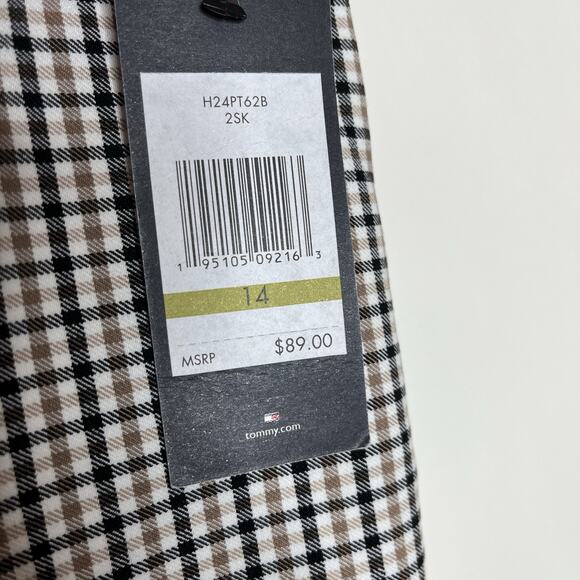 H24PT62B
2SK
1 95105 09216 3
14
MSRP $89.00
tommy.com